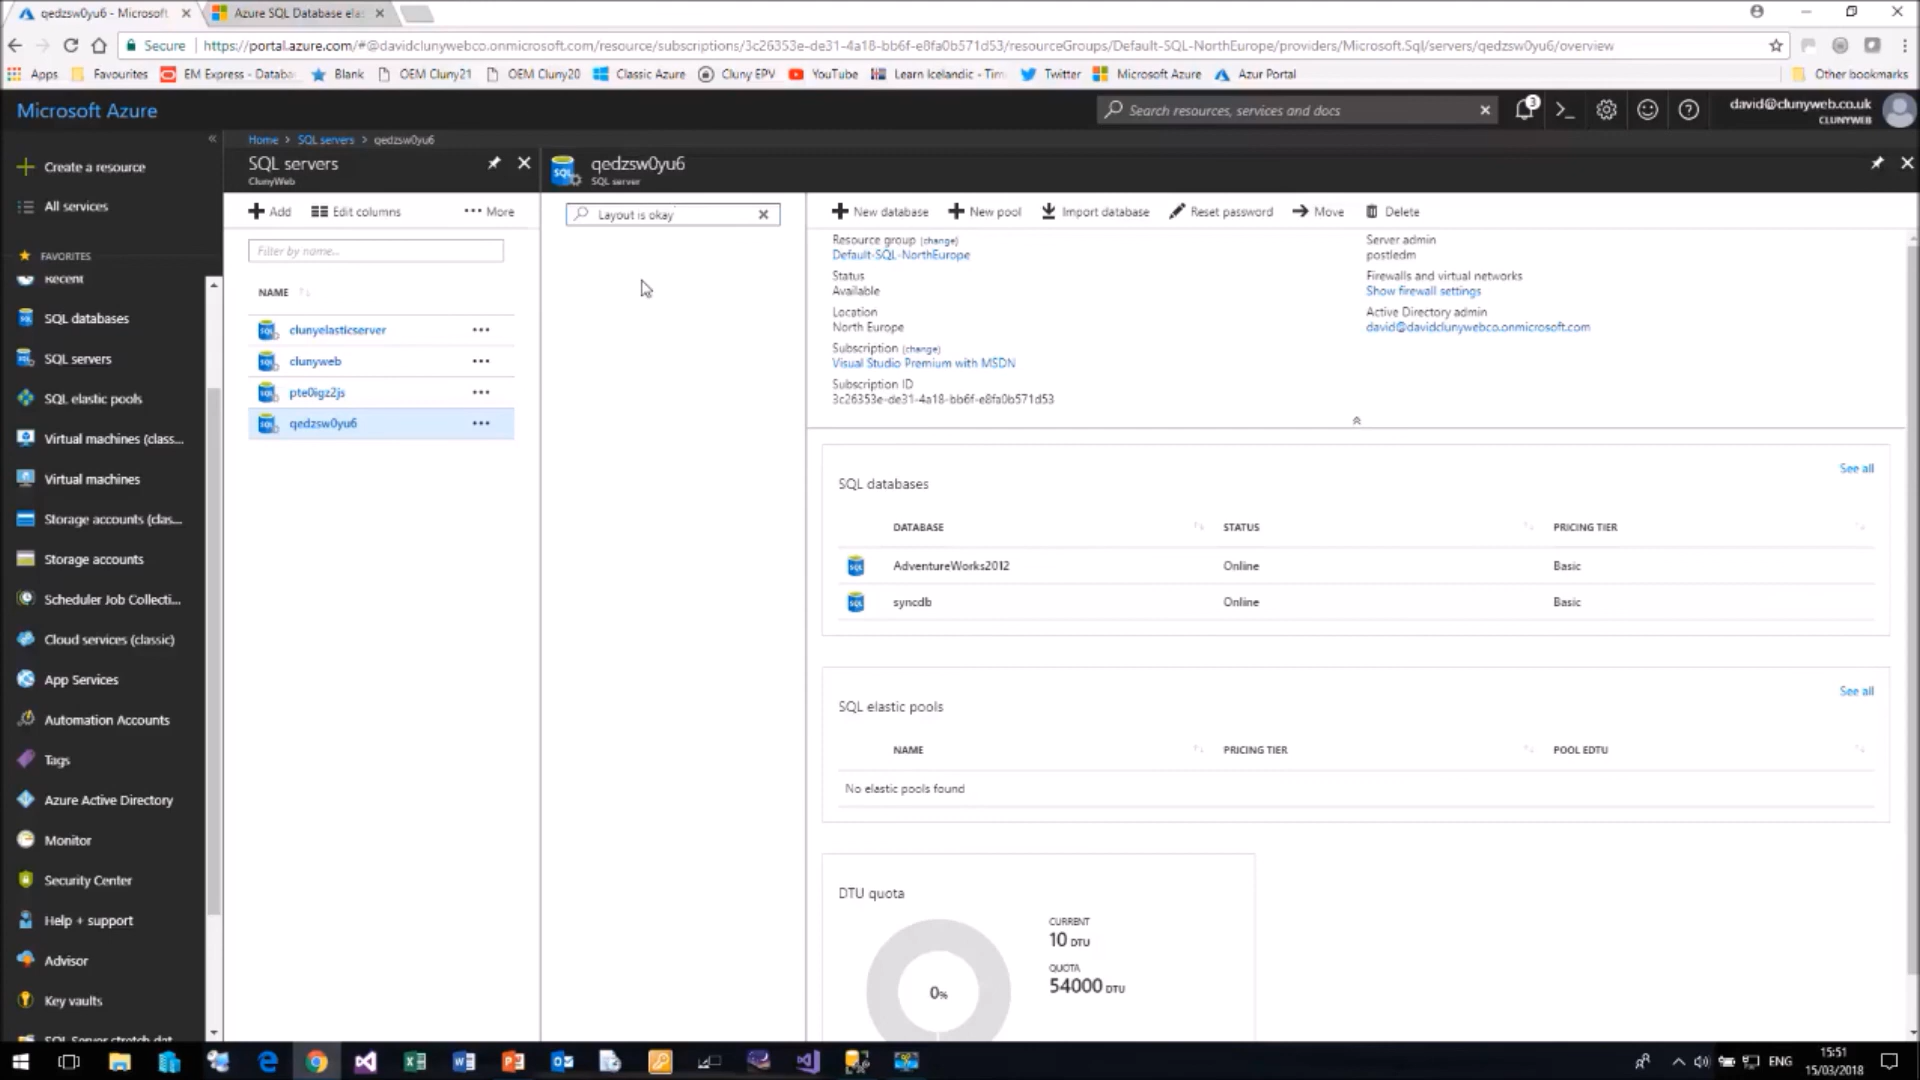 qedzsw0yu6 - Microsoft
Azure SQL Database ela
Secure
https://portal.azure.com/#@davidclunywebco.onmicrosoft.com/resource/subscriptions/3c26353e-de31-4a18-bb6f-e8fa0b571d53/resourceGroups/Default-SQL-NorthEurope/providers/Microsoft.Sql/servers/qedzsw0yu6/overview
Apps
Favourites
EM Express - Databa
Blank
OEM Cluny21
OEM Cluny20
Classic Azure
Cluny EPV
YouTube
Learn Icelandic - Tim
Twitter
Microsoft Azure
Azur Portal
Other bookmarks
Microsoft Azure
Search resources, services and docs
3
david@clunyweb.co.uk
CLUNYWEB
Home > SQL servers > qedzsw0yu6
Create a resource
All services
FAVORITES
Recent
SQL databases
SQL servers
SQL elastic pools
Virtual machines (class...
Virtual machines
Storage accounts (clas...
Storage accounts
Scheduler Job Collecti...
Cloud services (classic)
App Services
Automation Accounts
Tags
Azure Active Directory
Monitor
Security Center
Help + support
Advisor
Key vaults
SQL Server stretch dat
SQL servers
ClunyWeb
Add
Edit columns
More
Filter by name...
NAME
clunyelasticserver
clunyweb
pte0igz2js
qedzsw0yu6
qedzsw0yu6
SQL server
Layout is okay
New database
New pool
Import database
Reset password
Move
Delete
Resource group (change)
Default-SQL-NorthEurope
Status
Available
Location
North Europe
Subscription (change)
Visual Studio Premium with MSDN
Subscription ID
3c26353e-de31-4a18-bb6f-e8fa0b571d53
Server admin
postledm
Firewalls and virtual networks
Show firewall settings
Active Directory admin
david@davidclunywebco.onmicrosoft.com
See all
SQL databases
DATABASE
STATUS
PRICING TIER
AdventureWorks2012
Online
Basic
syncdb
Online
Basic
See all
SQL elastic pools
NAME
PRICING TIER
POOL EDTU
No elastic pools found
DTU quota
0%
CURRENT
10 DTU
QUOTA
54000 DTU
ENG
15:51
15/03/2018